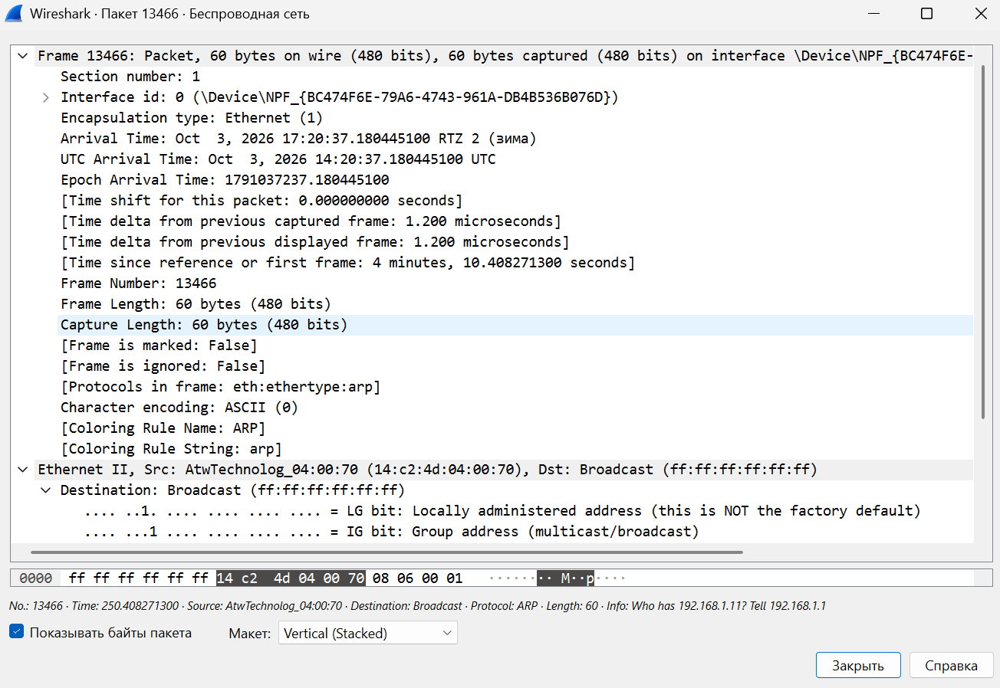 Wireshark · Пакет 13466 · Беспроводная сеть
Frame 13466: Packet, 60 bytes on wire (480 bits), 60 bytes captured (480 bits) on interface \Device\NPF_{BC474F6E-
Section number: 1
Interface id: 0 (\Device\NPF_{BC474F6E-79A6-4743-961A-DB4B536B076D})
Encapsulation type: Ethernet (1)
Arrival Time: Oct  3, 2026 17:20:37.180445100 RTZ 2 (зима)
UTC Arrival Time: Oct  3, 2026 14:20:37.180445100 UTC
Epoch Arrival Time: 1791037237.180445100
[Time shift for this packet: 0.000000000 seconds]
[Time delta from previous captured frame: 1.200 microseconds]
[Time delta from previous displayed frame: 1.200 microseconds]
[Time since reference or first frame: 4 minutes, 10.408271300 seconds]
Frame Number: 13466
Frame Length: 60 bytes (480 bits)
Capture Length: 60 bytes (480 bits)
[Frame is marked: False]
[Frame is ignored: False]
[Protocols in frame: eth:ethertype:arp]
Character encoding: ASCII (0)
[Coloring Rule Name: ARP]
[Coloring Rule String: arp]
Ethernet II, Src: AtwTechnolog_04:00:70 (14:c2:4d:04:00:70), Dst: Broadcast (ff:ff:ff:ff:ff:ff)
Destination: Broadcast (ff:ff:ff:ff:ff:ff)
.... ..1. .... .... .... .... = LG bit: Locally administered address (this is NOT the factory default)
.... ...1 .... .... .... .... = IG bit: Group address (multicast/broadcast)
0000 ff ff ff ff ff ff 14 c2 4d 04 00 70 08 06 00 01 ········ M··p····
No.: 13466 · Time: 250.408271300 · Source: AtwTechnolog_04:00:70 · Destination: Broadcast · Protocol: ARP · Length: 60 · Info: Who has 192.168.1.11? Tell 192.168.1.1
Показывать байты пакета Макет: Vertical (Stacked)
Закрыть Справка